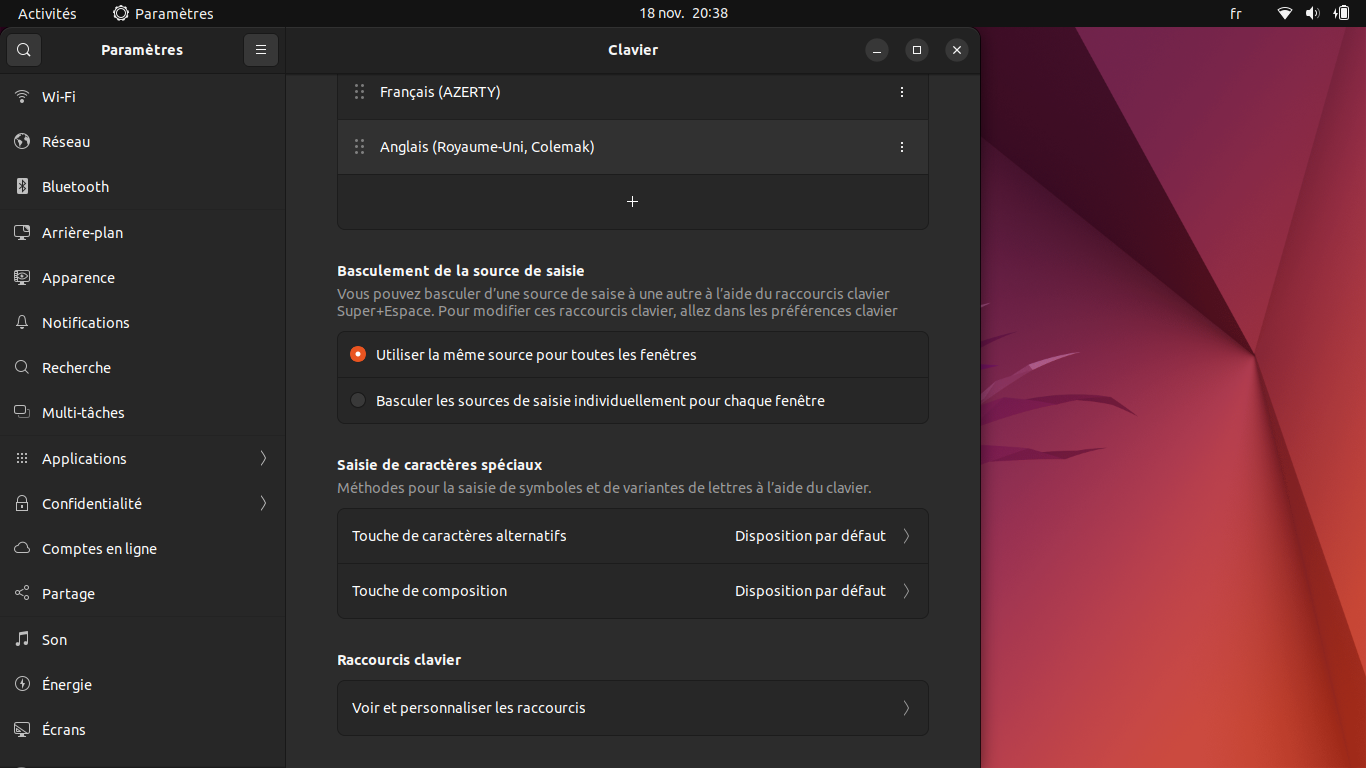 Activités
Paramètres
18 nov. 20:38
fr
Paramètres
Clavier
Wi-Fi
Réseau
Bluetooth
Arrière-plan
Apparence
Notifications
Recherche
Multi-tâches
Applications
Confidentialité
Comptes en ligne
Partage
Son
Énergie
Écrans
Français (AZERTY)
Anglais (Royaume-Uni, Colemak)
Basculement de la source de saisie
Vous pouvez basculer d’une source de saise à une autre à l’aide du raccourcis clavier
Super+Espace. Pour modifier ces raccourcis clavier, allez dans les préférences clavier
Utiliser la même source pour toutes les fenêtres
Basculer les sources de saisie individuellement pour chaque fenêtre
Saisie de caractères spéciaux
Méthodes pour la saisie de symboles et de variantes de lettres à l’aide du clavier.
Touche de caractères alternatifs Disposition par défaut
Touche de composition Disposition par défaut
Raccourcis clavier
Voir et personnaliser les raccourcis